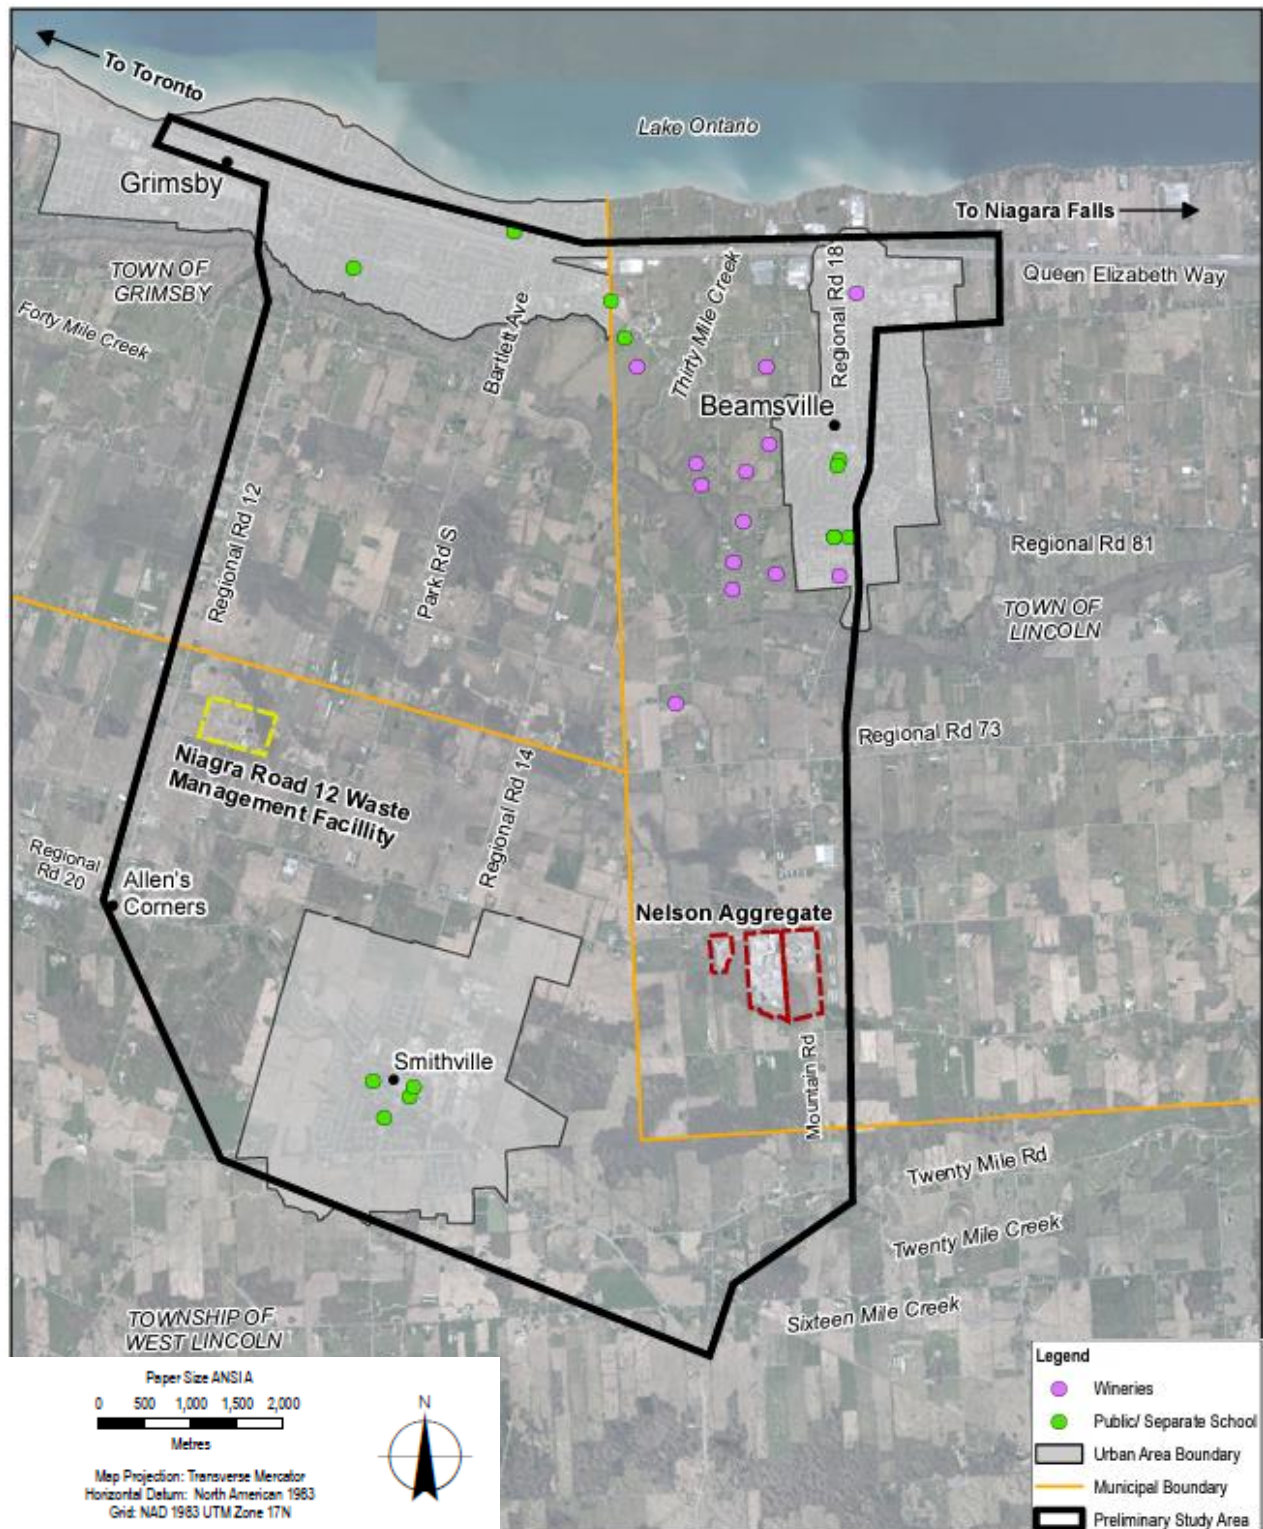 To Toronto
Lake Ontario
Grimsby
To Niagara Falls
TOWN OF
GRIMSBY
Queen Elizabeth Way
Forty Mile Creek
Bartlett Ave
Thirty Mile Creek
Regional Rd 18
Beamsville
Regional Rd 12
Park Rd S
Regional Rd 81
TOWN OF
LINCOLN
Regional Rd 73
Niagra Road 12 Waste
Management Facillity
Regional Rd 14
Regional
Rd 20
Allen's
Corners
Nelson Aggregate
Smithville
Mountain Rd
Twenty Mile Rd
Twenty Mile Creek
Sixteen Mile Creek
TOWNSHIP OF
WEST LINCOLN
Paper Size ANSI A
0 500 1,000 1,500 2,000
Metres
Map Projection: Transverse Mercator
Horizontal Datum: North American 1983
Grid: NAD 1983 UTM Zone 17N
N
Legend
Wineries
Public/ Separate School
Urban Area Boundary
Municipal Boundary
Preliminary Study Area